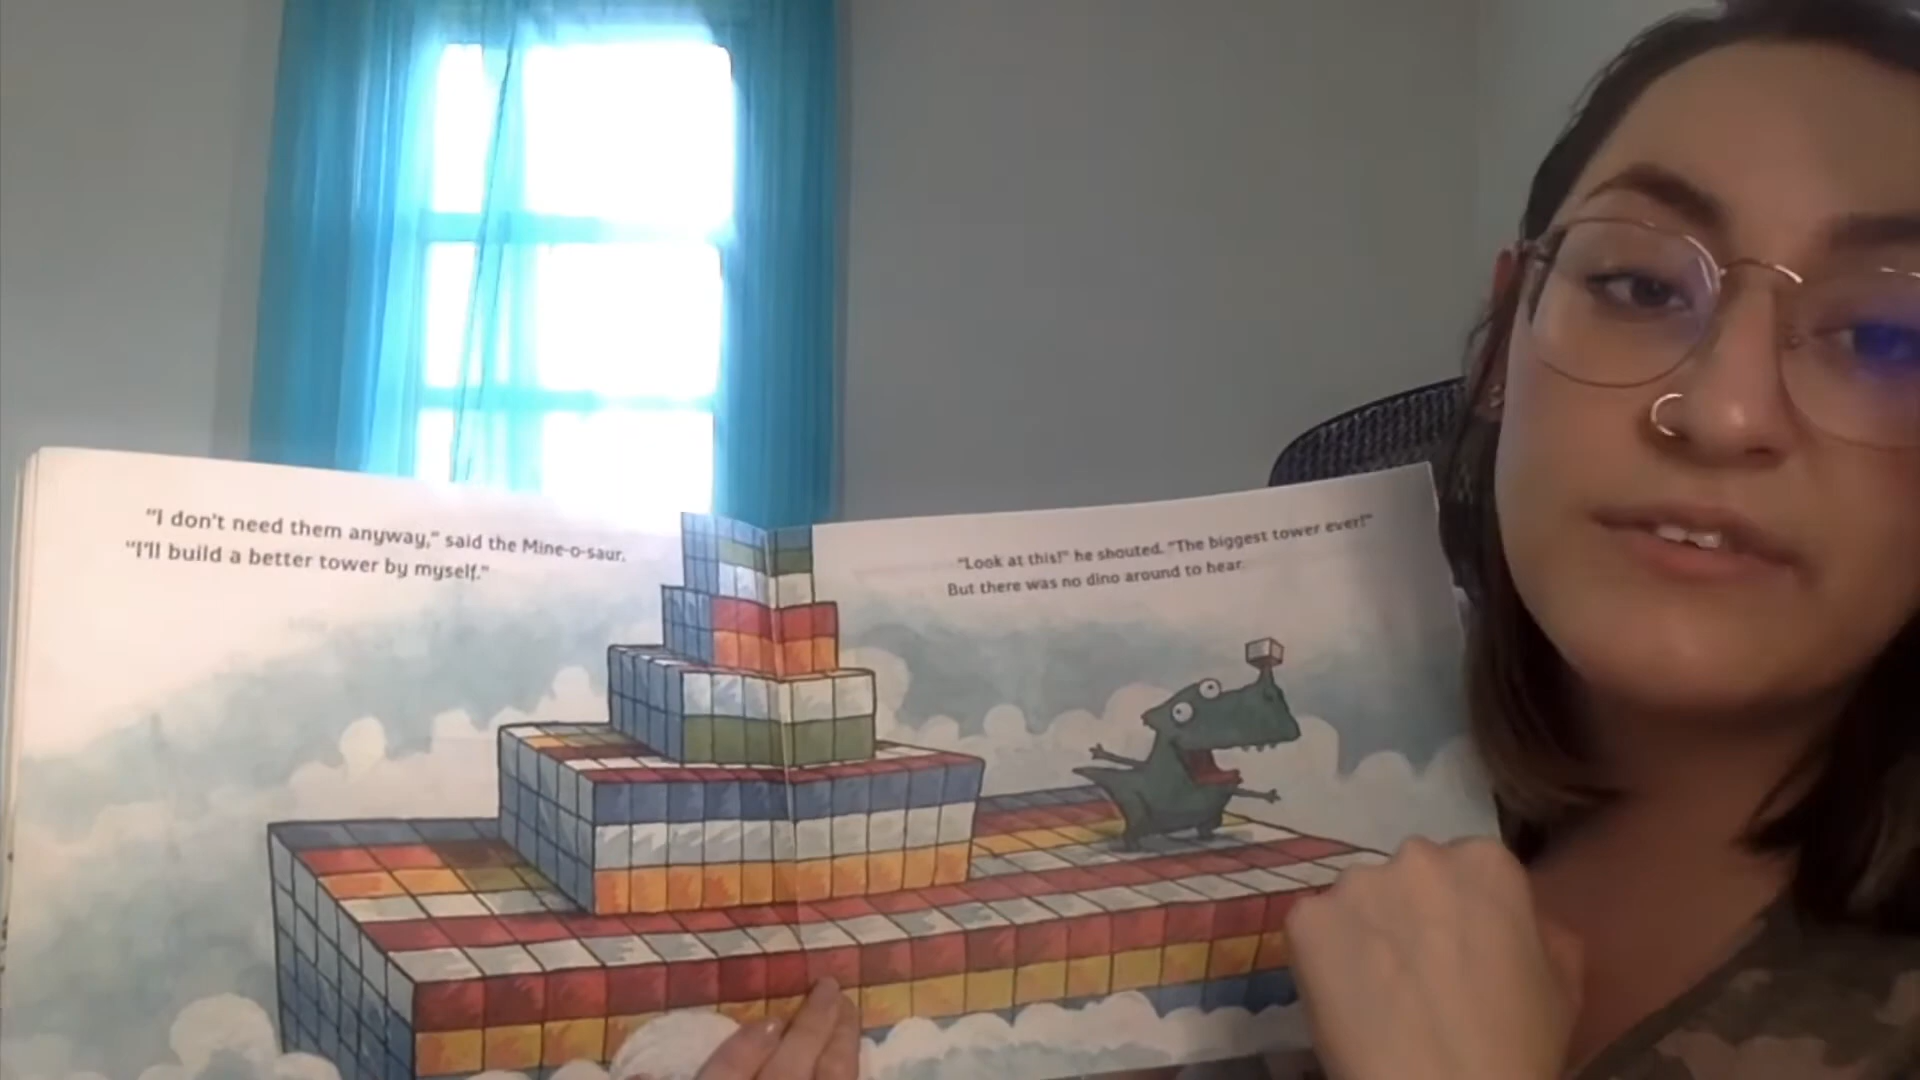 "I don't need them anyway," said the Mine-o-saur.
"I'll build a better tower by myself."
"Look at this!" he shouted. "The biggest tower ever!"
But there was no dino around to hear.